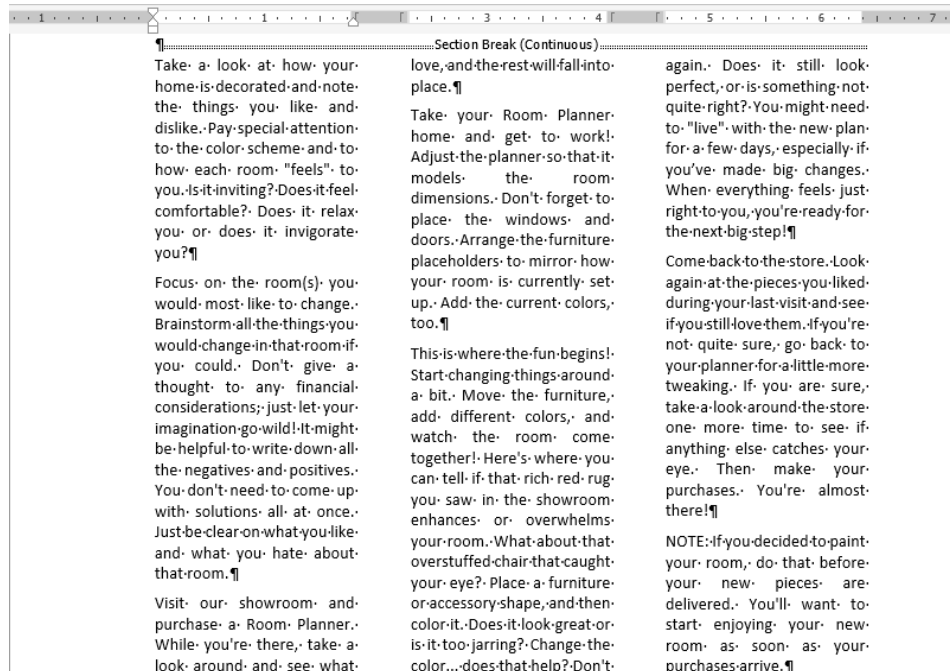 1 1 2 3 4 5 6 7
¶Section Break (Continuous)
Take a look at how your
home is decorated and note
the things you like and
dislike. Pay special attention
to the color scheme and to
how each room "feels" to
you. Is it inviting? Does it feel
comfortable? Does it relax
you or does it invigorate
you?¶
Focus on the room(s) you
would most like to change.
Brainstorm all the things you
would change in that room if
you could. Don't give a
thought to any financial
considerations; just let your
imagination go wild! It might
be helpful to write down all
the negatives and positives.
You don't need to come up
with solutions all at once.
Just be clear on what you like
and what you hate about
that room.¶
Visit our showroom and
purchase a Room Planner.
While you're there, take a
look around and see what
love, and the rest will fall into
place.¶
Take your Room Planner
home and get to work!
Adjust the planner so that it
models the room
dimensions. Don't forget to
place the windows and
doors. Arrange the furniture
placeholders to mirror how
your room is currently set
up. Add the current colors,
too.¶
This is where the fun begins!
Start changing things around
a bit. Move the furniture,
add different colors, and
watch the room come
together! Here's where you
can tell if that rich red rug
you saw in the showroom
enhances or overwhelms
your room. What about that
overstuffed chair that caught
your eye? Place a furniture
or accessory shape, and then
color it. Does it look great or
is it too jarring? Change the
color... does that help? Don't
again. Does it still look
perfect, or is something not
quite right? You might need
to "live" with the new plan
for a few days, especially if
you've made big changes.
When everything feels just
right to you, you're ready for
the next big step!¶
Come back to the store. Look
again at the pieces you liked
during your last visit and see
if you still love them. If you're
not quite sure, go back to
your planner for a little more
tweaking. If you are sure,
take a look around the store
one more time to see if
anything else catches your
eye. Then make your
purchases. You're almost
there!¶
NOTE: If you decided to paint
your room, do that before
your new pieces are
delivered. You'll want to
start enjoying your new
room as soon as your
purchases arrive.¶